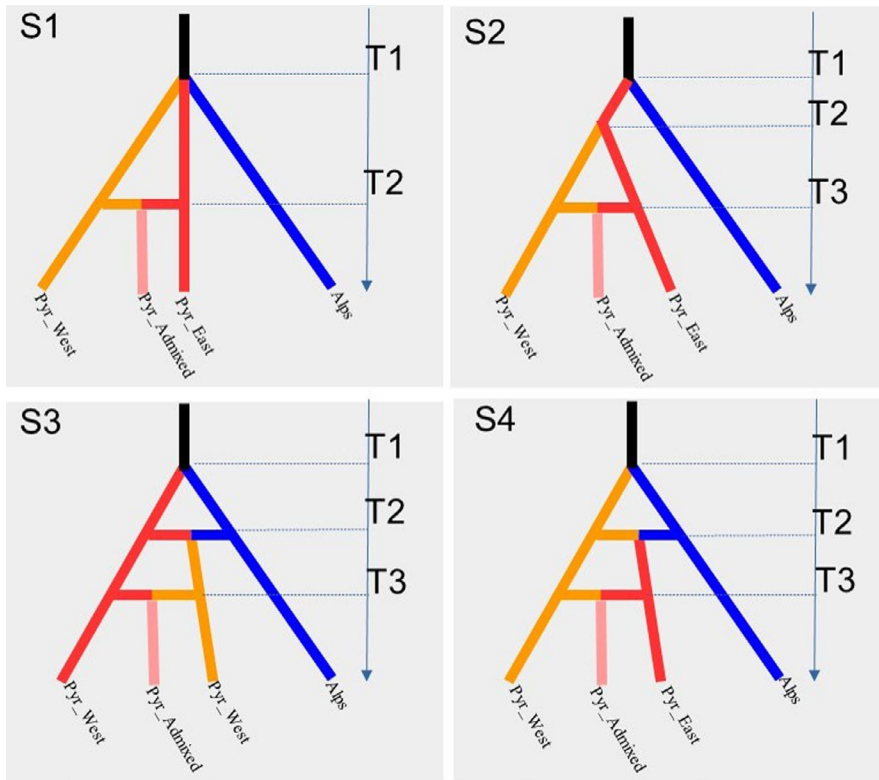 S1
T1
T2
Pyr_West
Pyr_Admixed
Pyr_East
Alps
S2
T1
T2
T3
Pyr_West
Pyr_Admixed
Pyr_East
Alps
S3
T1
T2
T3
Pyr_West
Pyr_Admixed
Pyr_West
Alps
S4
T1
T2
T3
Pyr_West
Pyr_Admixed
Pyr_East
Alps